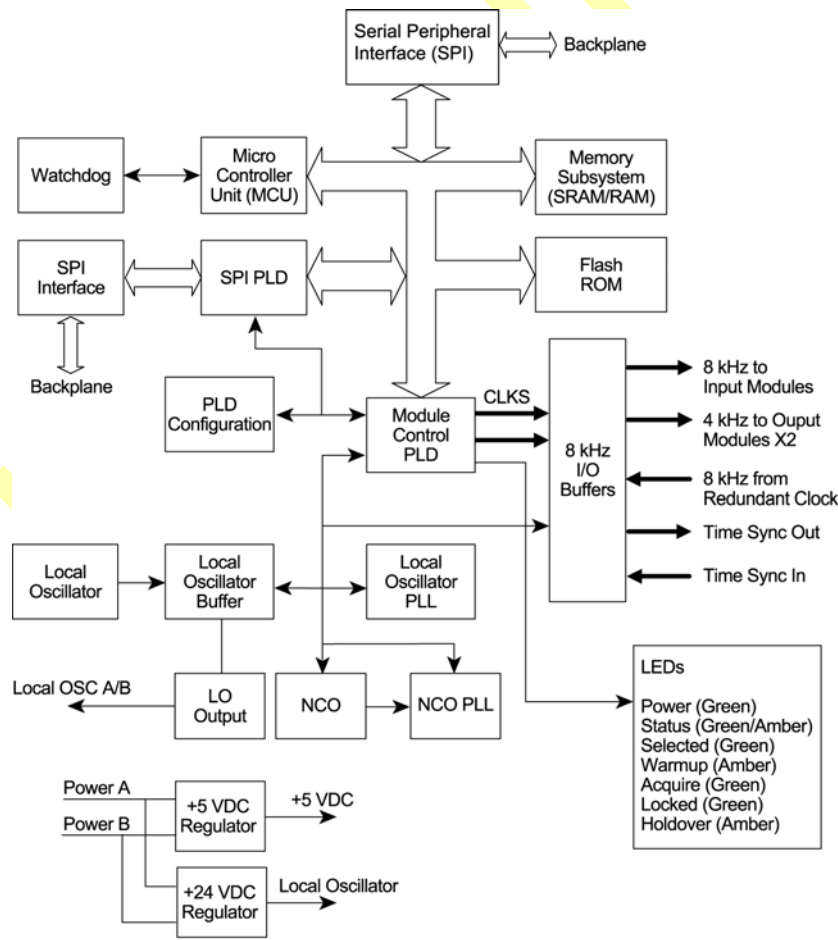 Serial Peripheral
Interface (SPI)
Backplane
Watchdog
Micro
Controller
Unit (MCU)
Memory
Subsystem
(SRAM/RAM)
SPI
Interface
SPI PLD
Flash
ROM
Backplane
PLD
Configuration
Module
Control
PLD
CLKS
8 kHz
I/O
Buffers
8 kHz to
Input Modules
4 kHz to Ouput
Modules X2
8 kHz from
Redundant Clock
Time Sync Out
Time Sync In
Local
Oscillator
Local
Oscillator
Buffer
Local
Oscillator
PLL
Local OSC A/B
LO
Output
NCO
NCO PLL
LEDs
Power (Green)
Status (Green/Amber)
Selected (Green)
Warmup (Amber)
Acquire (Green)
Locked (Green)
Holdover (Amber)
Power A
Power B
+5 VDC
Regulator
+5 VDC
+24 VDC
Regulator
Local Oscillator